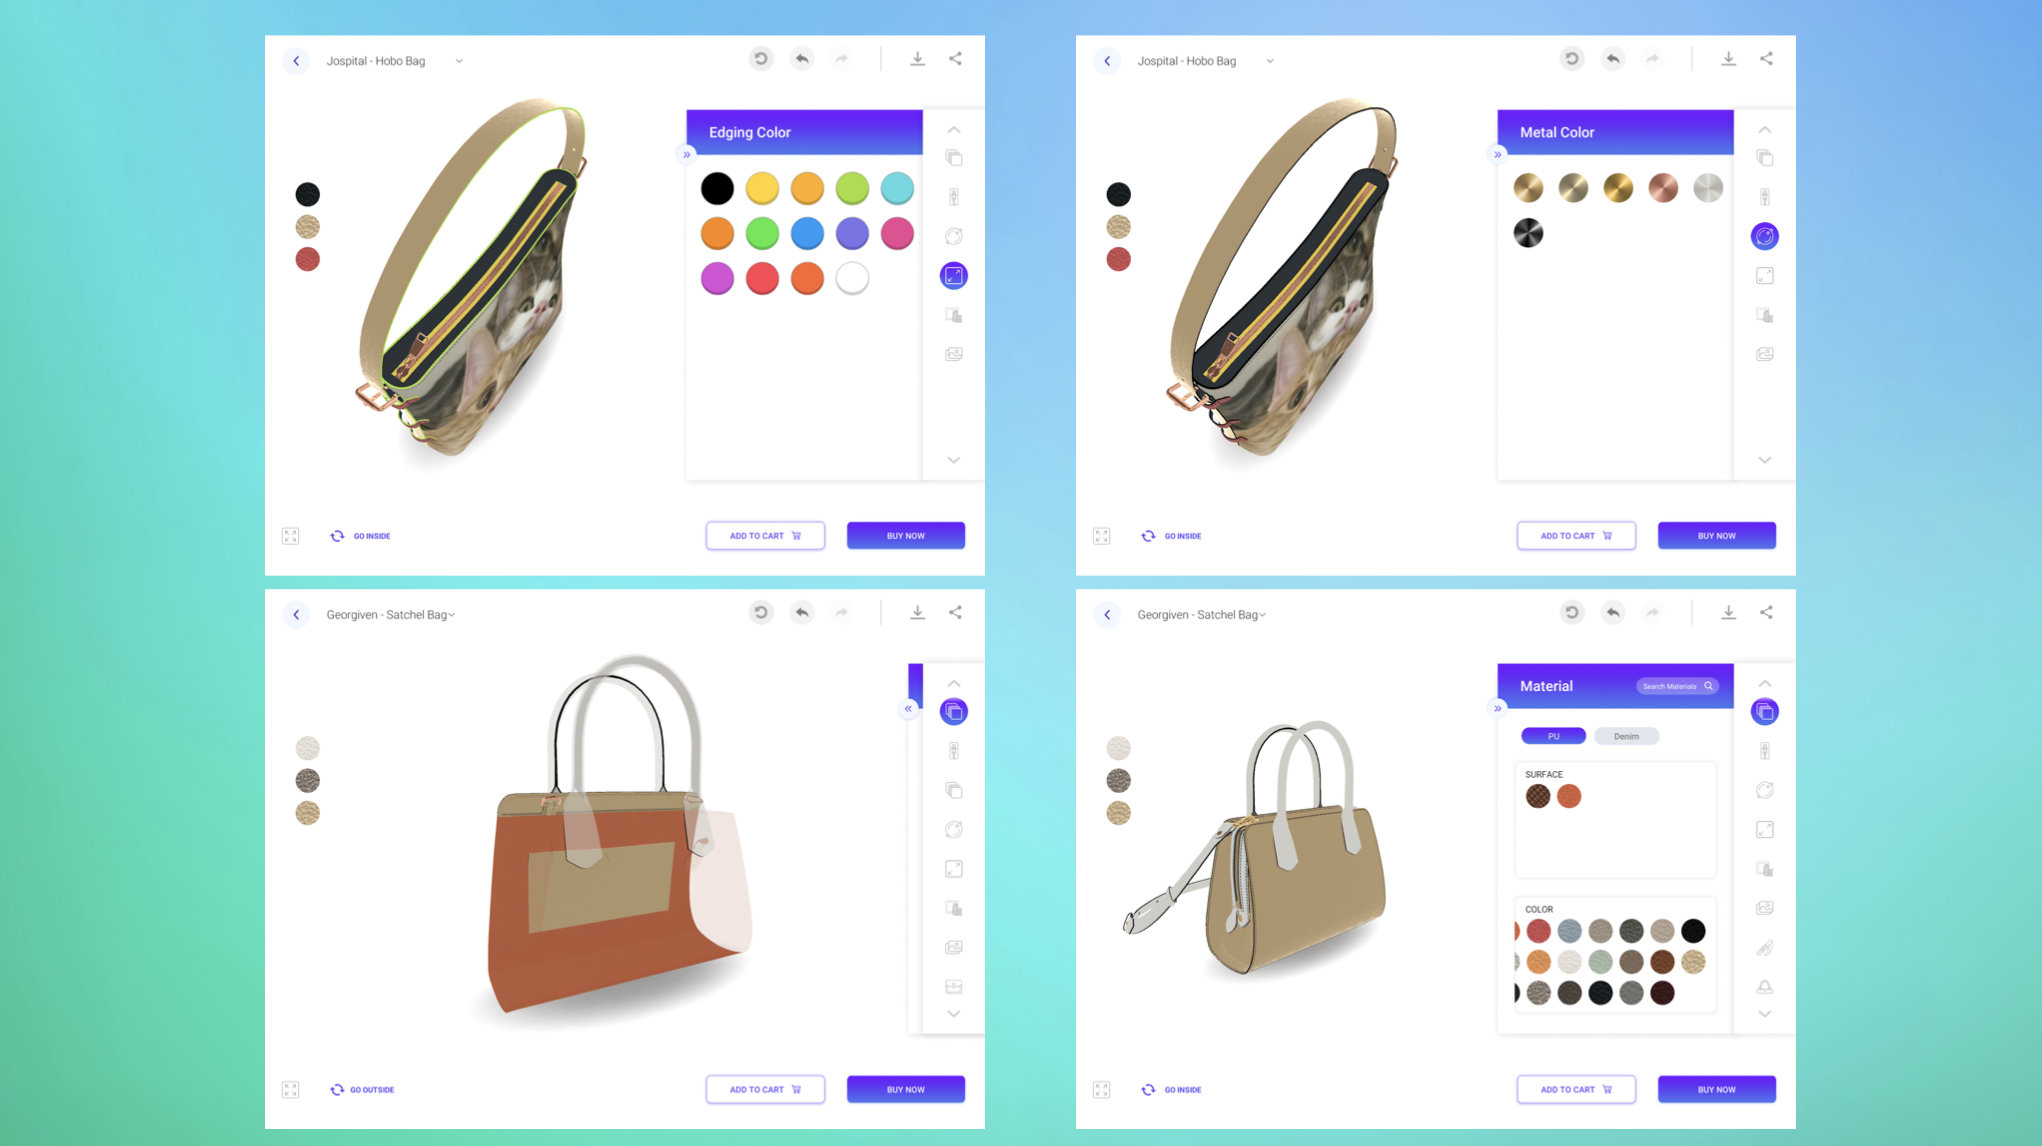 Jospital - Hobo Bag
Edging Color
GO INSIDE
ADD TO CART
BUY NOW
Jospital - Hobo Bag
Metal Color
GO INSIDE
ADD TO CART
BUY NOW
Georgiven - Satchel Bag
GO OUTSIDE
ADD TO CART
BUY NOW
Georgiven - Satchel Bag
Material
Search Materials
PU
Denim
SURFACE
COLOR
GO INSIDE
ADD TO CART
BUY NOW